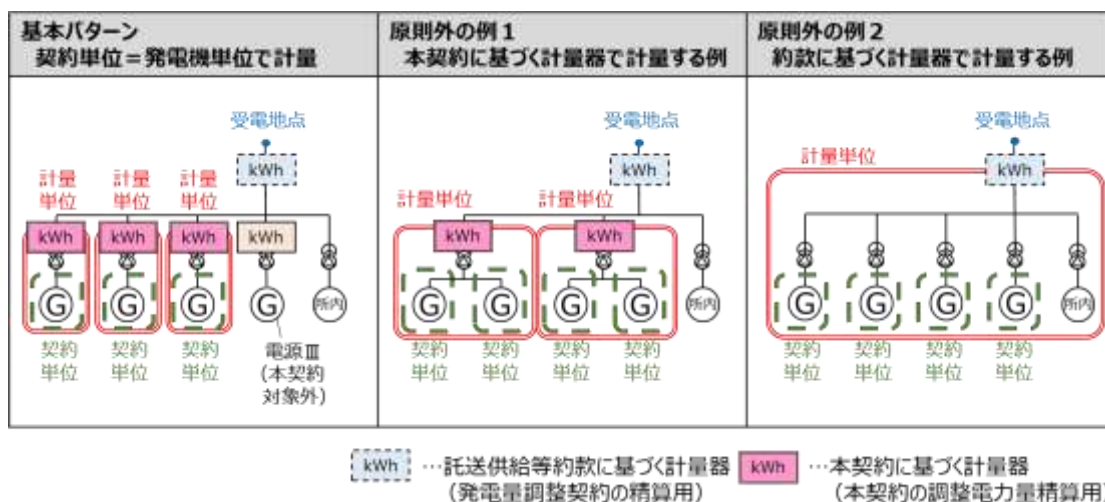 基本パターン
契約単位＝発電機単位で計量
原則外の例１
本契約に基づく計量器で計量する例
原則外の例２
約款に基づく計量器で計量する例
受電地点
kWh
計量
単位
計量
単位
計量
単位
kWh
kWh
kWh
kWh
G
G
G
G
所内
契約
単位
契約
単位
契約
単位
電源Ⅲ
（本契約
対象外）
受電地点
kWh
計量単位
計量単位
kWh
kWh
G
G
G
G
所内
契約
単位
契約
単位
契約
単位
契約
単位
受電地点
計量単位
kWh
G
G
G
G
所内
契約
単位
契約
単位
契約
単位
契約
単位
kWh …託送供給等約款に基づく計量器
（発電量調整契約の精算用）
kWh …本契約に基づく計量器
（本契約の調整電力量精算用）